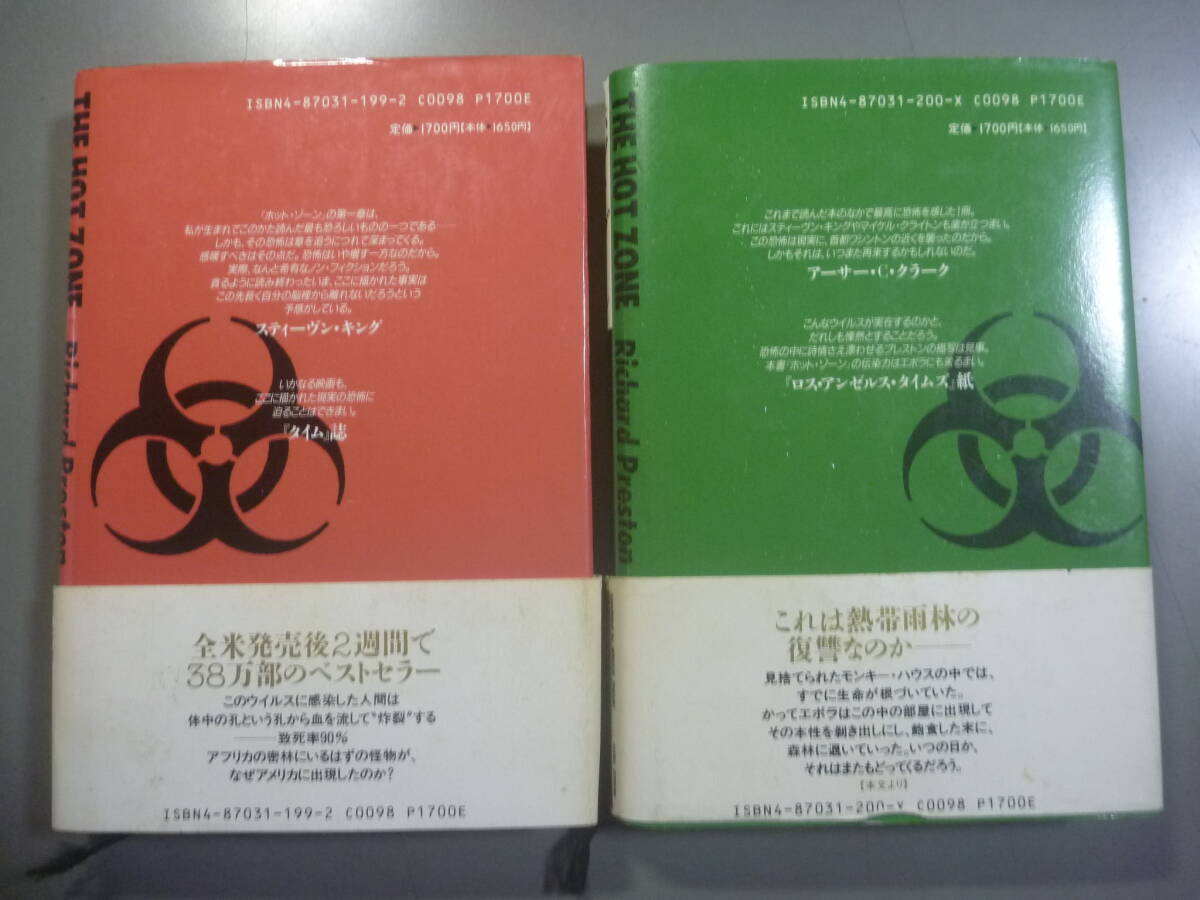 THE HOT ZONE Richard Preston
ISBN4-87031-199-2 C0098 P1700E
定価・1700円[本体・1650円]
『ホット・ゾーン』の第一章は、
私が生まれてこのかた読んだ最も恐ろしいものの一つである——
しかも、その恐怖は章を追うにつれて深まってくる。
感嘆すべきはその点だ。恐怖はいや増す一方なのだから。
実際、なんと希有なノン・フィクションだろう。
貪るように読み終わったいま、ここに描かれた事実は
この先長く自分の脳裡から離れないだろうという
予感がしている。
スティーヴン・キング
いかなる映画も、
ここに描かれた現実の恐怖に
迫ることはできまい。
『タイム』誌
全米発売後2週間で
38万部のベストセラー
このウイルスに感染した人間は
体中の孔という孔から血を流して“炸裂”する
——致死率90%
アフリカの密林にいるはずの怪物が、
なぜアメリカに出現したのか?
ISBN4-87031-199-2 C0098 P1700E
THE HOT ZONE Richard Preston
ISBN4-87031-200-X C0098 P1700E
定価・1700円[本体・1650円]
これまで読んだ本のなかで最高に恐怖を感じた1冊。
これにはスティーヴン・キングやマイケル・クライトンも歯が立つまい。
この恐怖は現実に、首都ワシントンの近くを襲ったのだから。
しかもそれは、いつまた再来するかもしれないのだ。
アーサー・C・クラーク
こんなウイルスが実在するのかと、
だれしも慄然とすることだろう。
恐怖の中に詩情さえ漂わせるプレストンの描写は見事。
本書『ホット・ゾーン』の伝染力はエボラにも劣るまい。
『ロス・アンゼルス・タイムズ』紙
これは熱帯雨林の
復讐なのか——
見捨てられたモンキー・ハウスの中では、
すでに生命が根づいていた。
かつてエボラはこの中の部屋に出現して
その本性を剝き出しにし、飽食した末に、
森林に退いていった。いつの日か、
それはまたもどってくるだろう。
【本文より】
ISBN4-87031-200-X C0098 P1700E